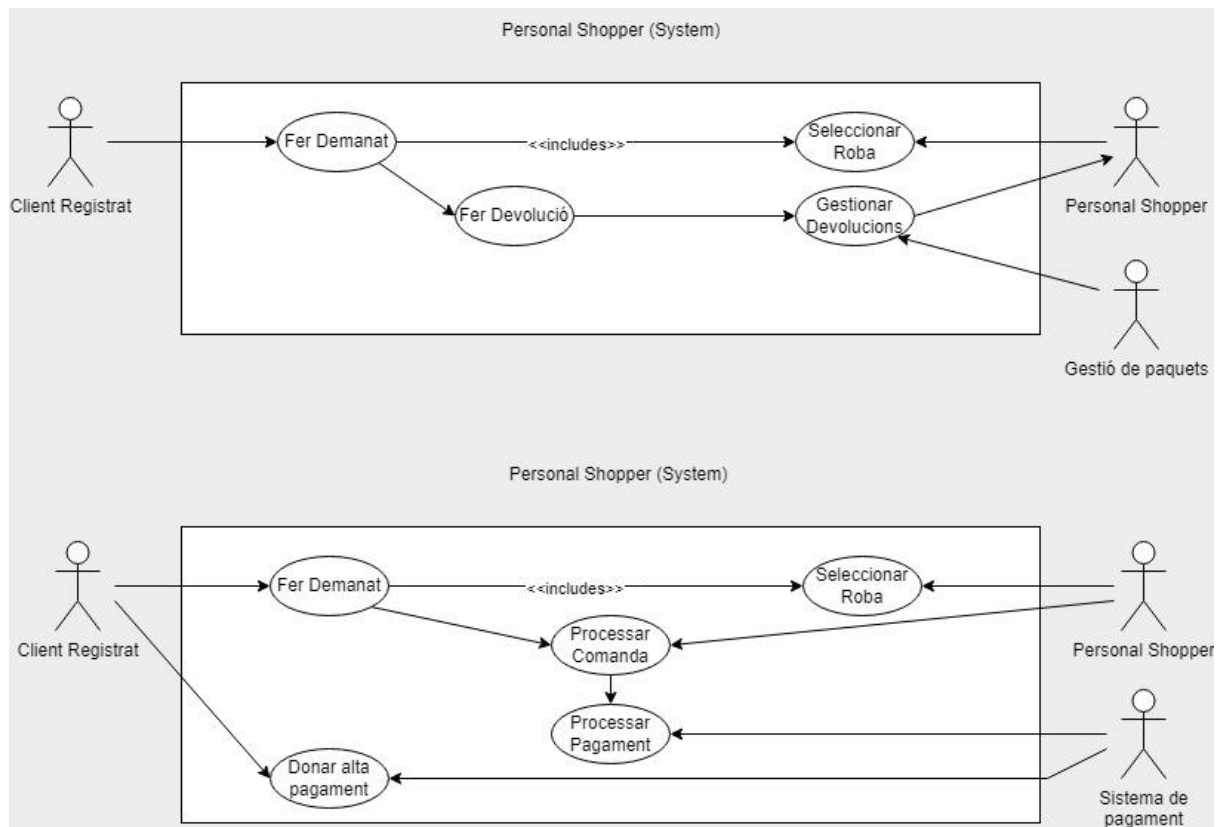 Personal Shopper (System)
Fer Demanat
<<includes>>
Seleccionar
Roba
Client Registrat
Fer Devolució
Gestionar
Devolucions
Personal Shopper
Gestió de paquets
Personal Shopper (System)
Fer Demanat
<<includes>>
Seleccionar
Roba
Client Registrat
Processar
Comanda
Personal Shopper
Processar
Pagament
Donar alta
pagament
Sistema de
pagament